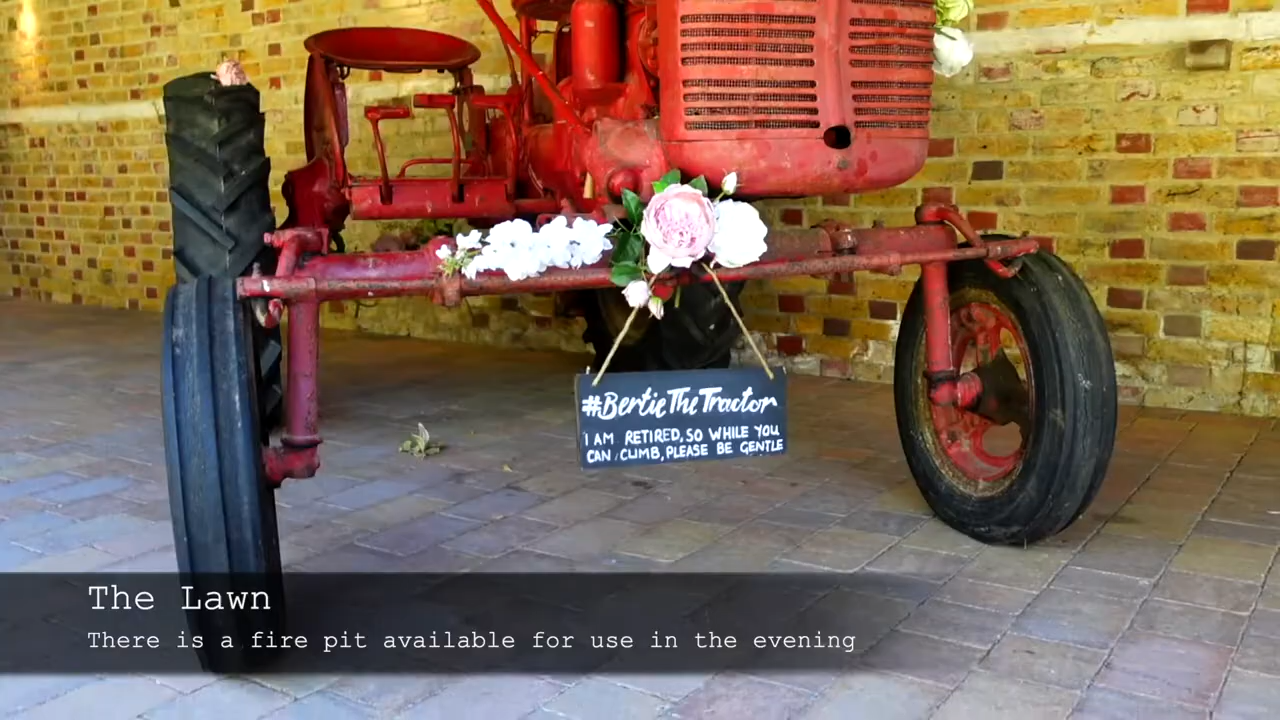 #BertieTheTractor
I AM RETIRED, SO WHILE YOU
CAN CLIMB, PLEASE BE GENTLE
The Lawn
There is a fire pit available for use in the evening